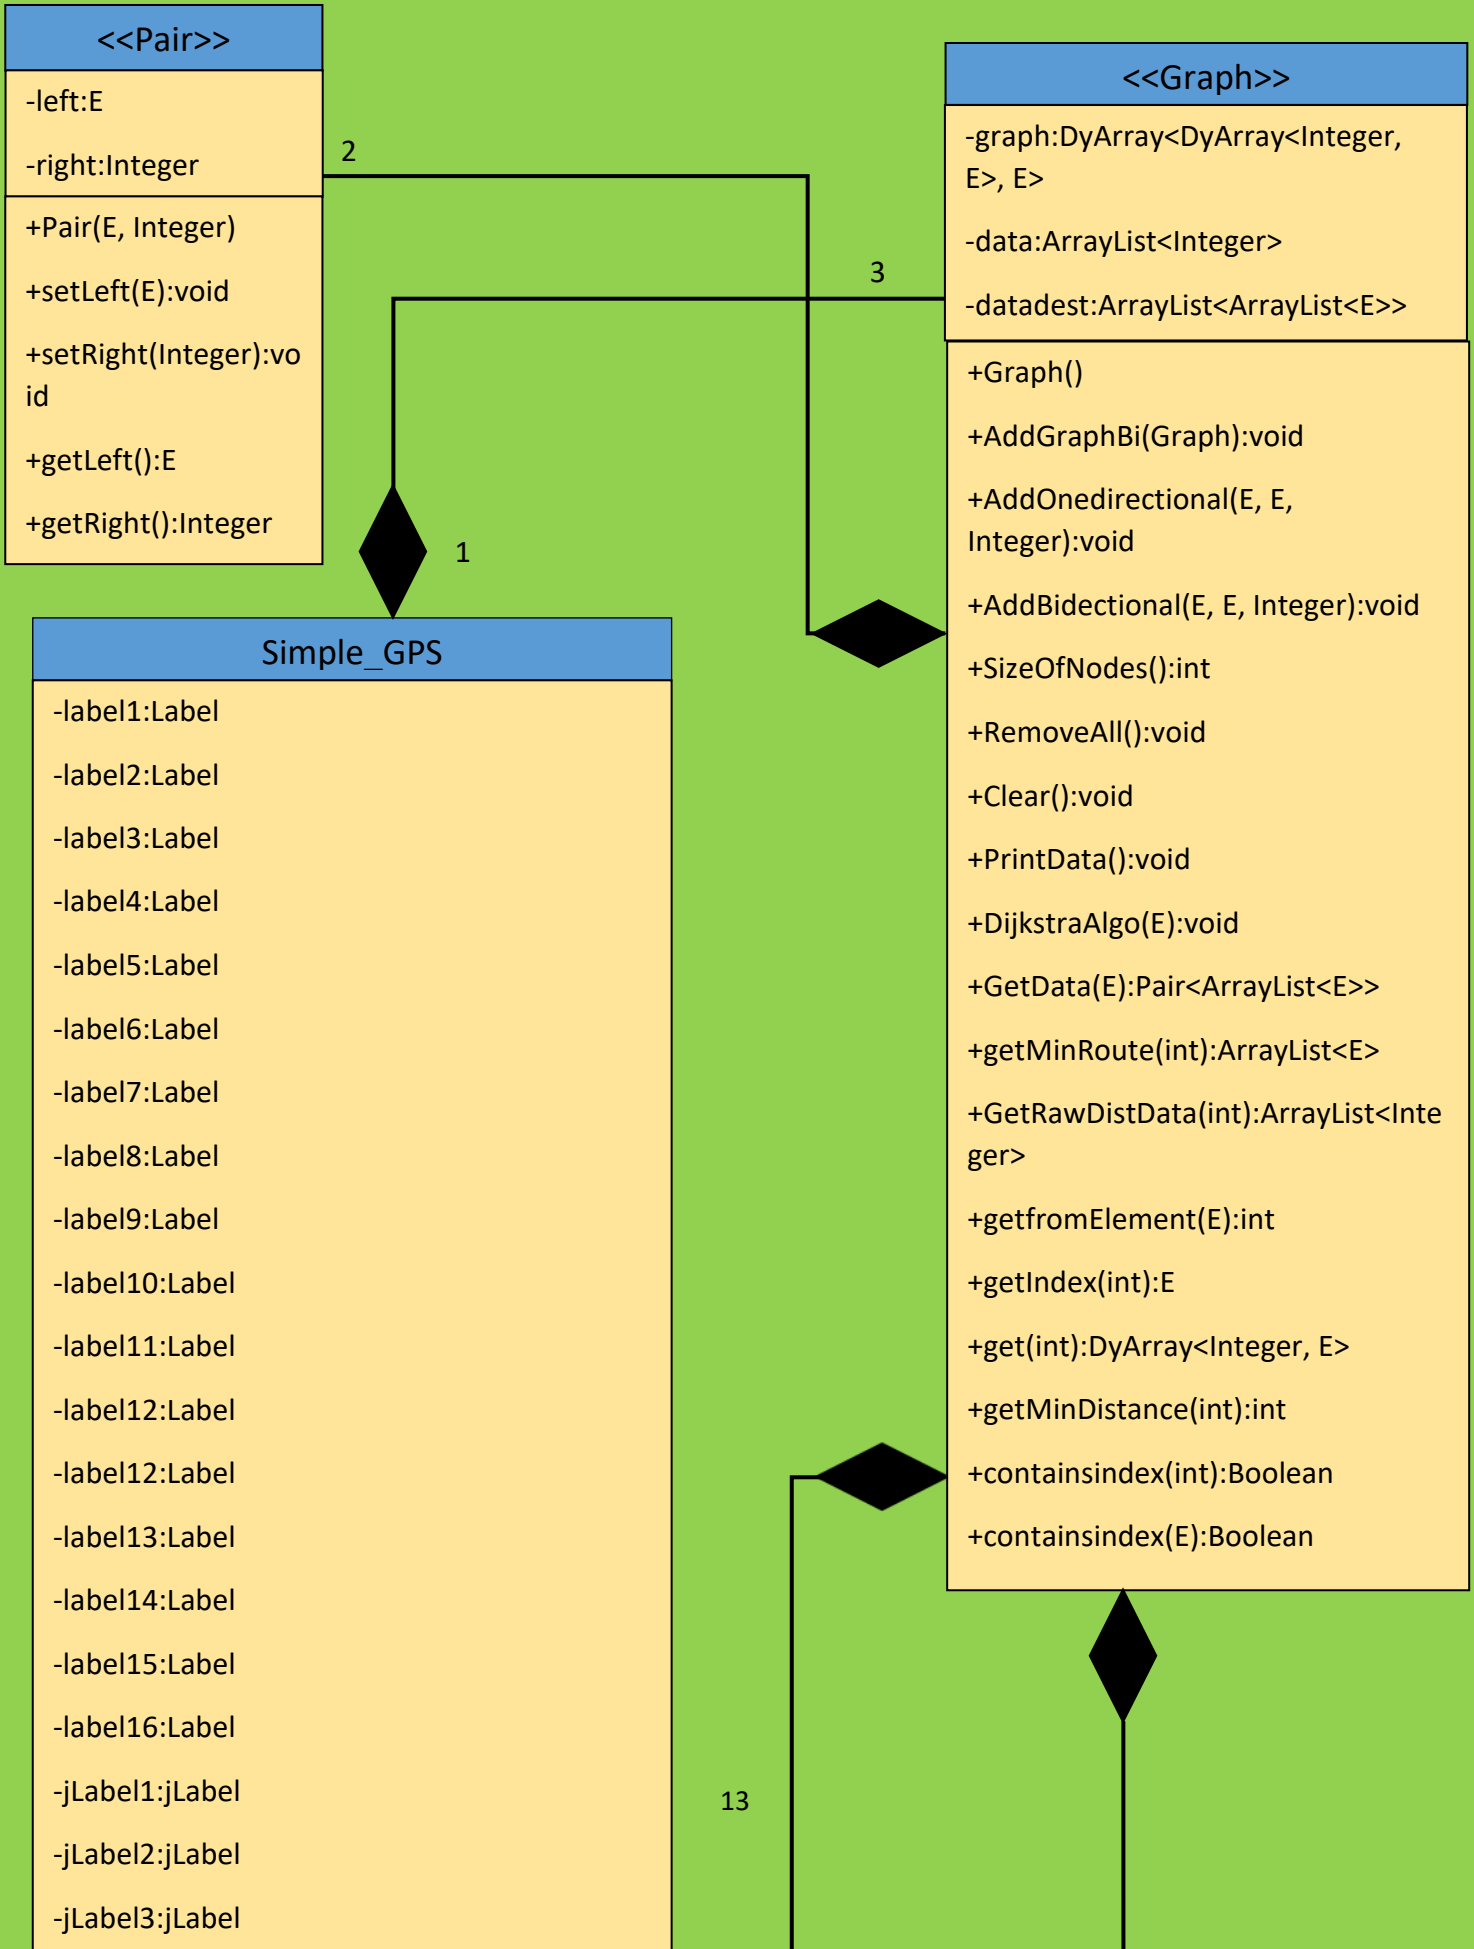 <<Pair>>
-left:E
-right:Integer
+Pair(E, Integer)
+setLeft(E):void
+setRight(Integer):vo
id
+getLeft():E
+getRight():Integer
2
3
1
<<Graph>>
-graph:DyArray<DyArray<Integer,
E>, E>
-data:ArrayList<Integer>
-datadest:ArrayList<ArrayList<E>>
+Graph()
+AddGraphBi(Graph):void
+AddOnedirectional(E, E,
Integer):void
+AddBidectional(E, E, Integer):void
+SizeOfNodes():int
+RemoveAll():void
+Clear():void
+PrintData():void
+DijkstraAlgo(E):void
+GetData(E):Pair<ArrayList<E>>
+getMinRoute(int):ArrayList<E>
+GetRawDistData(int):ArrayList<Inte
ger>
+getfromElement(E):int
+getIndex(int):E
+get(int):DyArray<Integer, E>
+getMinDistance(int):int
+containsindex(int):Boolean
+containsindex(E):Boolean
Simple_GPS
-label1:Label
-label2:Label
-label3:Label
-label4:Label
-label5:Label
-label6:Label
-label7:Label
-label8:Label
-label9:Label
-label10:Label
-label11:Label
-label12:Label
-label12:Label
-label13:Label
-label14:Label
-label15:Label
-label16:Label
-jLabel1:jLabel
-jLabel2:jLabel
-jLabel3:jLabel
13